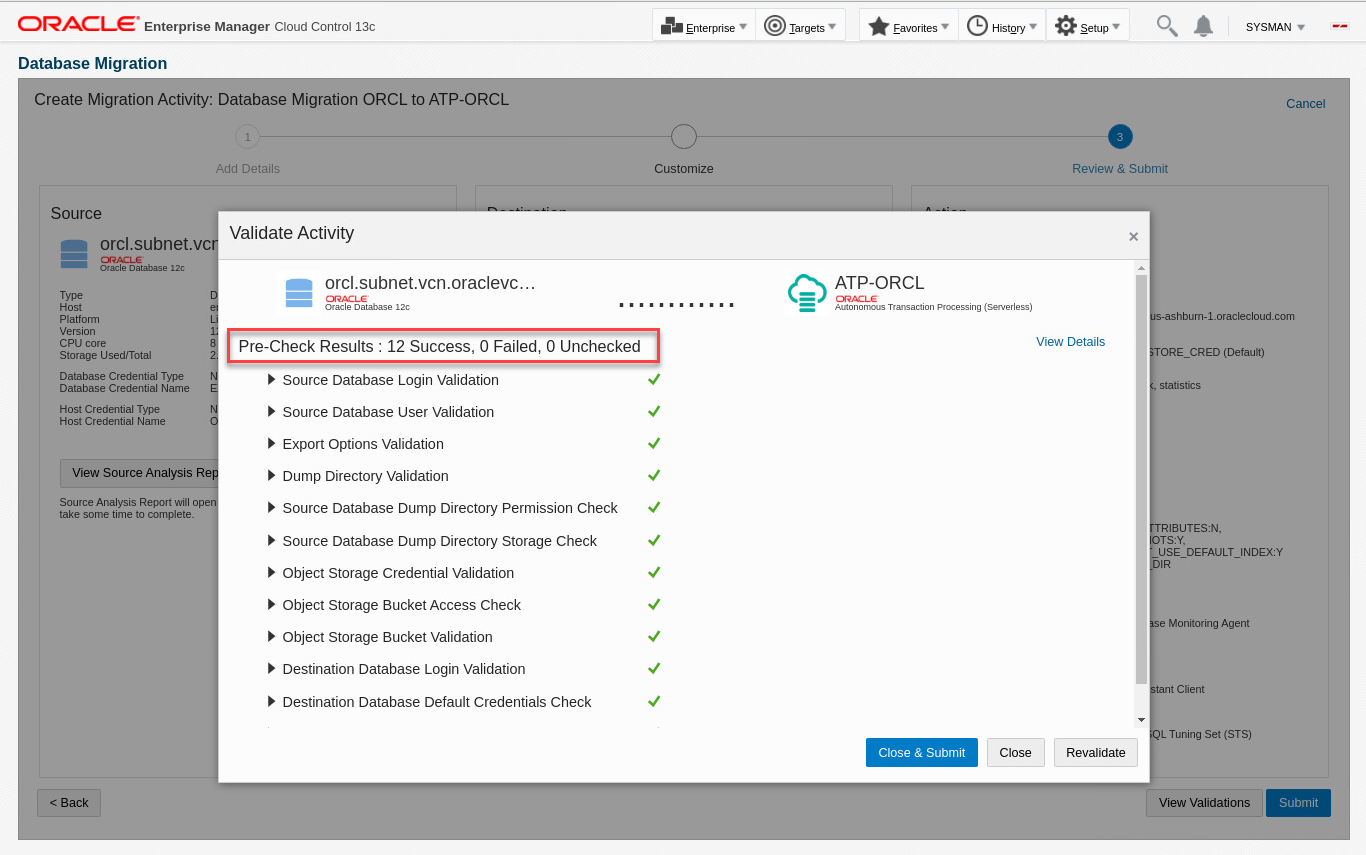 ORACLE Enterprise Manager Cloud Control 13c
Enterprise
Targets
Favorites
History
Setup
SYSMAN
Database Migration
Create Migration Activity: Database Migration ORCL to ATP-ORCL
Cancel
1
3
Add Details
Customize
Review & Submit
Source
Destination
Action
orcl.subnet.vcn
ORACLE
Oracle Database 12c
Type
Host
Platform
Version
CPU core 8
Storage Used/Total 2.
Database Credential Type
Database Credential Name
Host Credential Type
Host Credential Name
View Source Analysis Rep
Source Analysis Report will open
take some time to complete.
Validate Activity
×
orcl.subnet.vcn.oraclevc…
ORACLE
Oracle Database 12c
ATP-ORCL
ORACLE
Autonomous Transaction Processing (Serverless)
Pre-Check Results : 12 Success, 0 Failed, 0 Unchecked
View Details
Source Database Login Validation
Source Database User Validation
Export Options Validation
Dump Directory Validation
Source Database Dump Directory Permission Check
Source Database Dump Directory Storage Check
Object Storage Credential Validation
Object Storage Bucket Access Check
Object Storage Bucket Validation
Destination Database Login Validation
Destination Database Default Credentials Check
Close & Submit
Close
Revalidate
us-ashburn-1.oraclecloud.com
STORE_CRED (Default)
k, statistics
TTRIBUTES:N,
IOTS:Y,
T_USE_DEFAULT_INDEX:Y
_DIR
ase Monitoring Agent
stant Client
SQL Tuning Set (STS)
< Back
View Validations
Submit